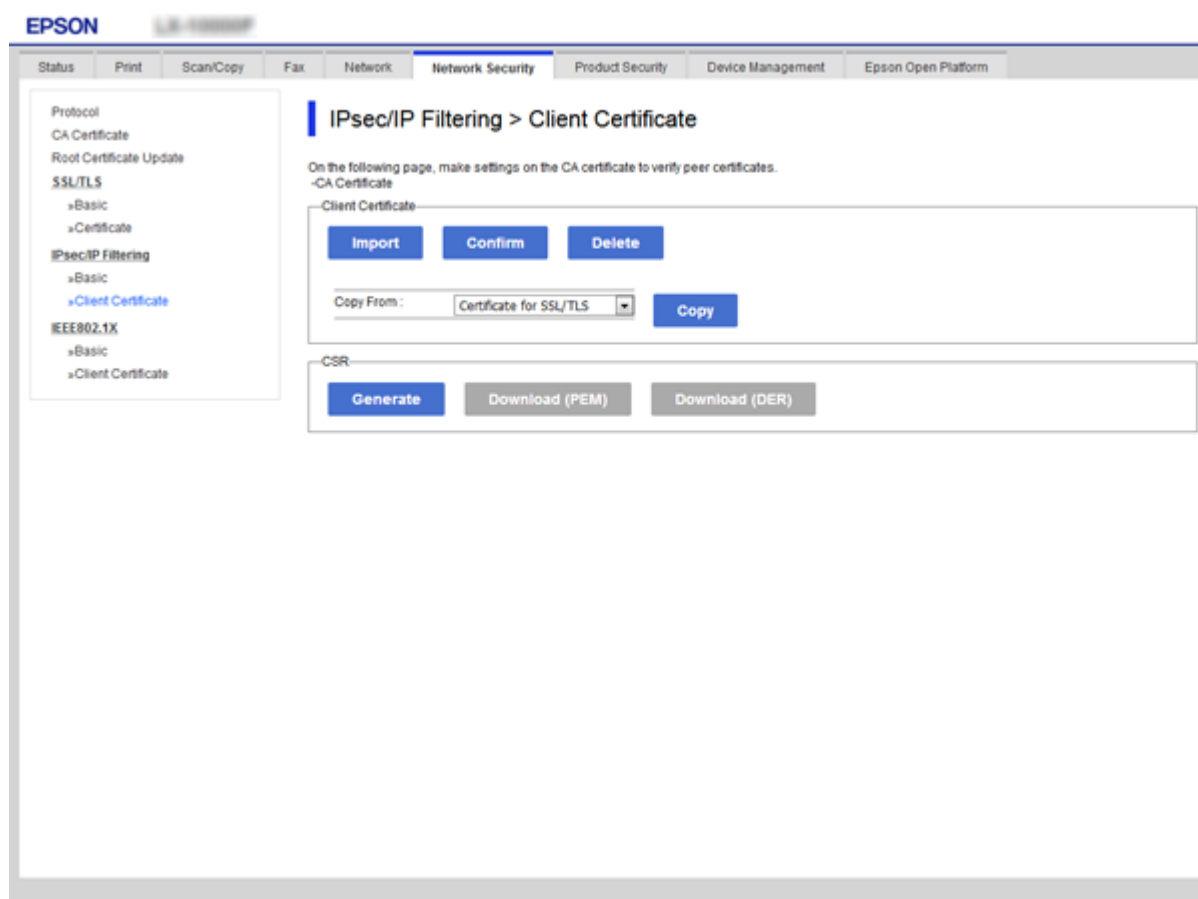 EPSON
Status Print Scan/Copy Fax Network Network Security Product Security Device Management Epson Open Platform
Protocol
CA Certificate
Root Certificate Update
SSL/TLS
»Basic
»Certificate
IPsec/IP Filtering
»Basic
»Client Certificate
IEEE802.1X
»Basic
»Client Certificate
IPsec/IP Filtering > Client Certificate
On the following page, make settings on the CA certificate to verify peer certificates.
-CA Certificate
Client Certificate
Import Confirm Delete
Copy From : Certificate for SSL/TLS Copy
CSR
Generate Download (PEM) Download (DER)